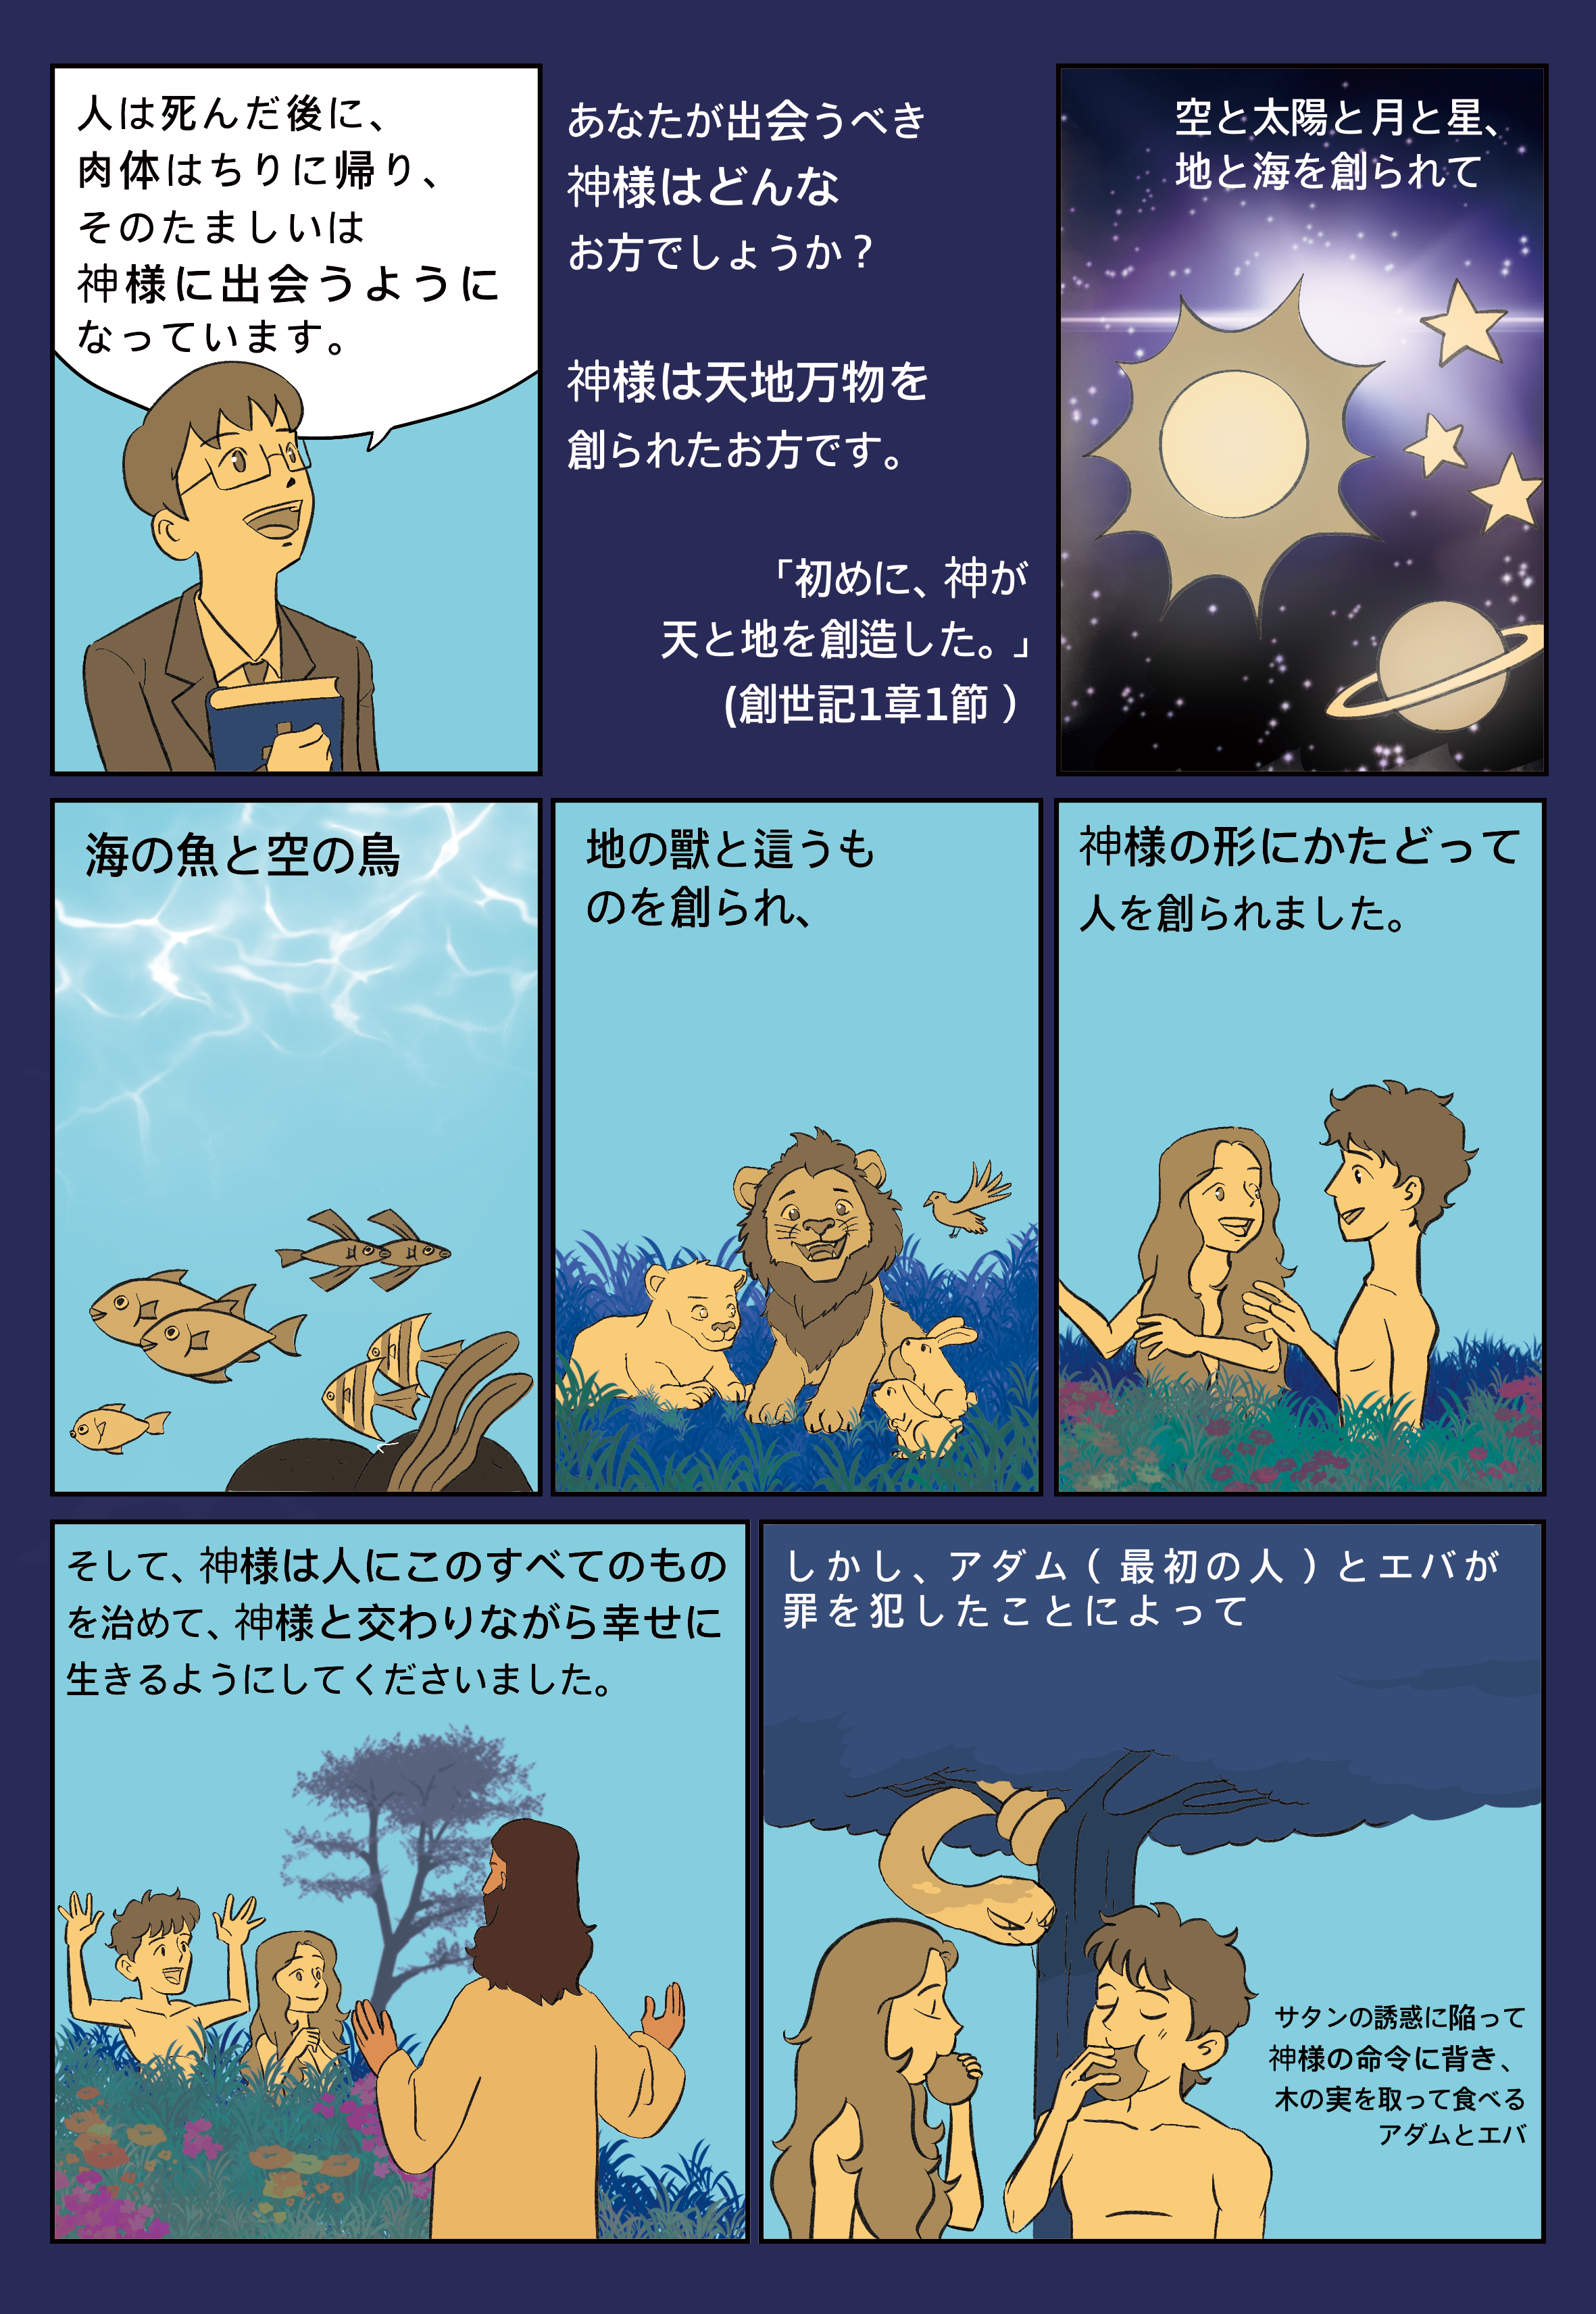 人は死んだ後に、
肉体はちりに帰り、
そのたましいは
神様に出会うように
なっています。
あなたが出会うべき
神様はどんな
お方でしょうか？
神様は天地万物を
創られたお方です。
「初めに、神が
天と地を創造した。」
(創世記1章1節 )
空と太陽と月と星、
地と海を創られて
海の魚と空の鳥
地の獸と這うも
のを創られ、
神様の形にかたどって
人を創られました。
そして、神様は人にこのすべてのもの
を治めて、神様と交わりながら幸せに
生きるようにしてくださいました。
しかし、アダム( 最初の人 )とエバが
罪を犯したことによって
サタンの誘惑に陥って
神様の命令に背き、
木の実を取って食べる
アダムとエバ